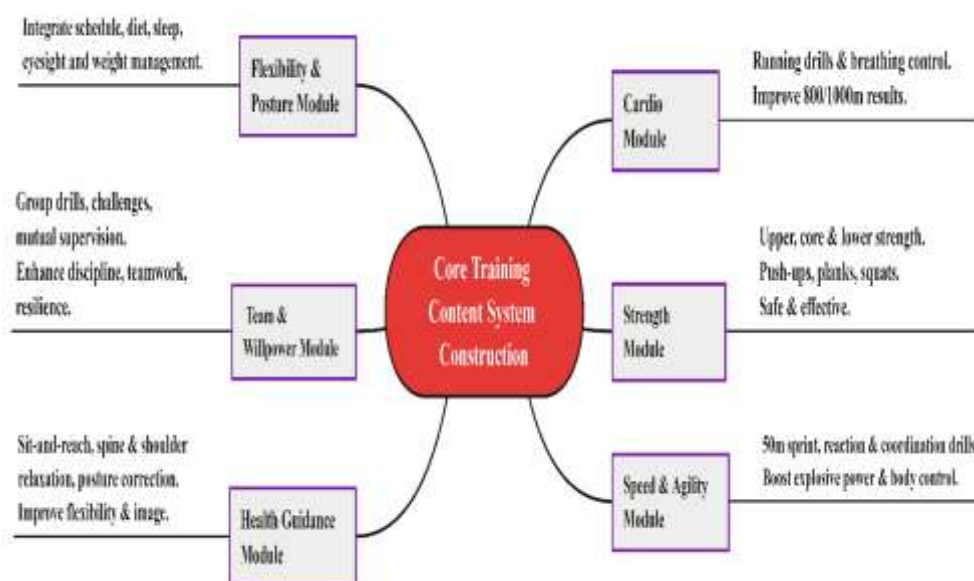 Integrate schedule, diet, sleep,
eyesight and weight management.
Flexibility &
Posture Module
Group drills, challenges,
mutual supervision.
Enhance discipline, teamwork,
resilience.
Team &
Willpower Module
Sit-and-reach, spine & shoulder
relaxation, posture correction.
Improve flexibility & image.
Health Guidance
Module
Core Training
Content System
Construction
Cardio
Module
Running drills & breathing control.
Improve 800/1000m results.
Strength
Module
Upper, core & lower strength.
Push-ups, planks, squats.
Safe & effective.
Speed & Agility
Module
50m sprint, reaction & coordination drills
Boost explosive power & body control.